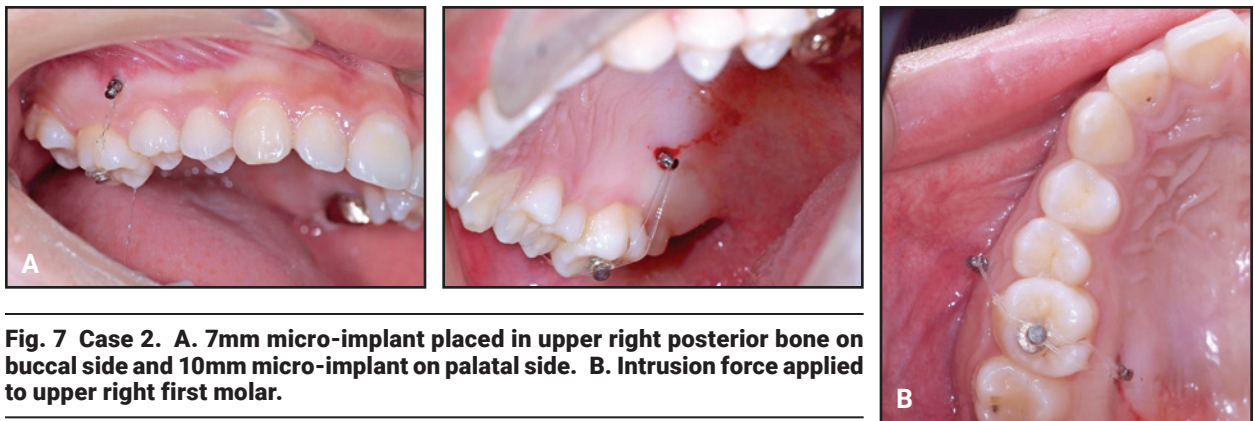 A
B
Fig. 7 Case 2. A. 7mm micro-implant placed in upper right posterior bone on
buccal side and 10mm micro-implant on palatal side. B. Intrusion force applied
to upper right first molar.